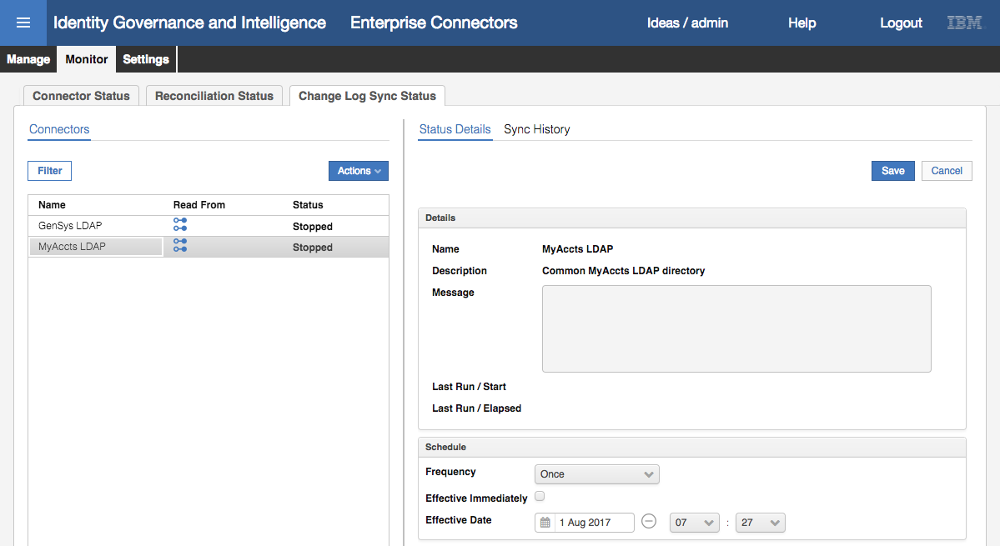 Identity Governance and Intelligence Enterprise Connectors Ideas / admin Help Logout IBM
Manage Monitor Settings
Connector Status Reconciliation Status Change Log Sync Status
Connectors
Filter Actions
Name Read From Status
GenSys LDAP Stopped
MyAccts LDAP Stopped
Status Details Sync History
Save Cancel
Details
Name MyAccts LDAP
Description Common MyAccts LDAP directory
Message
Last Run / Start
Last Run / Elapsed
Schedule
Frequency Once
Effective Immediately
Effective Date 1 Aug 2017 07 : 27